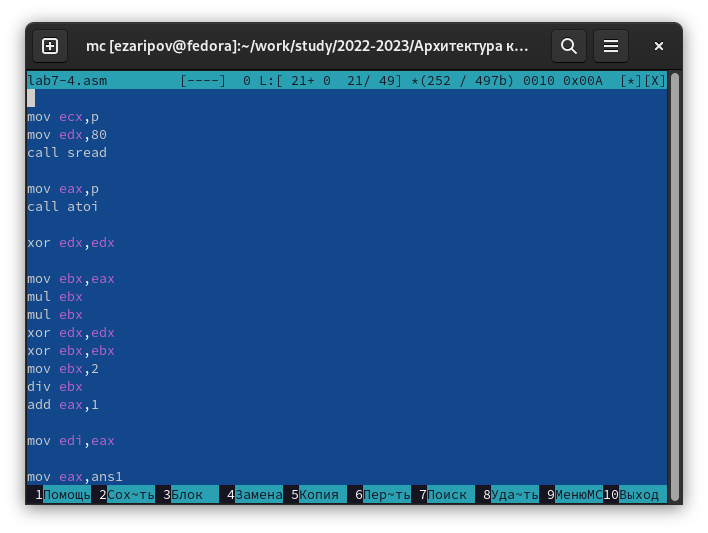 mc [ezaripov@fedora]:~/work/study/2022-2023/Архитектура к…
lab7-4.asm [----] 0 L:[ 21+ 0 21/ 49] *(252 / 497b) 0010 0x00A [*][X]
mov ecx,p
mov edx,80
call sread
mov eax,p
call atoi
xor edx,edx
mov ebx,eax
mul ebx
mul ebx
xor edx,edx
xor ebx,ebx
mov ebx,2
div ebx
add eax,1
mov edi,eax
mov eax,ans1
1Помощь 2Сох~ть 3Блок 4Замена 5Копия 6Пер~ть 7Поиск 8Уда~ть 9МенюMC 10Выход